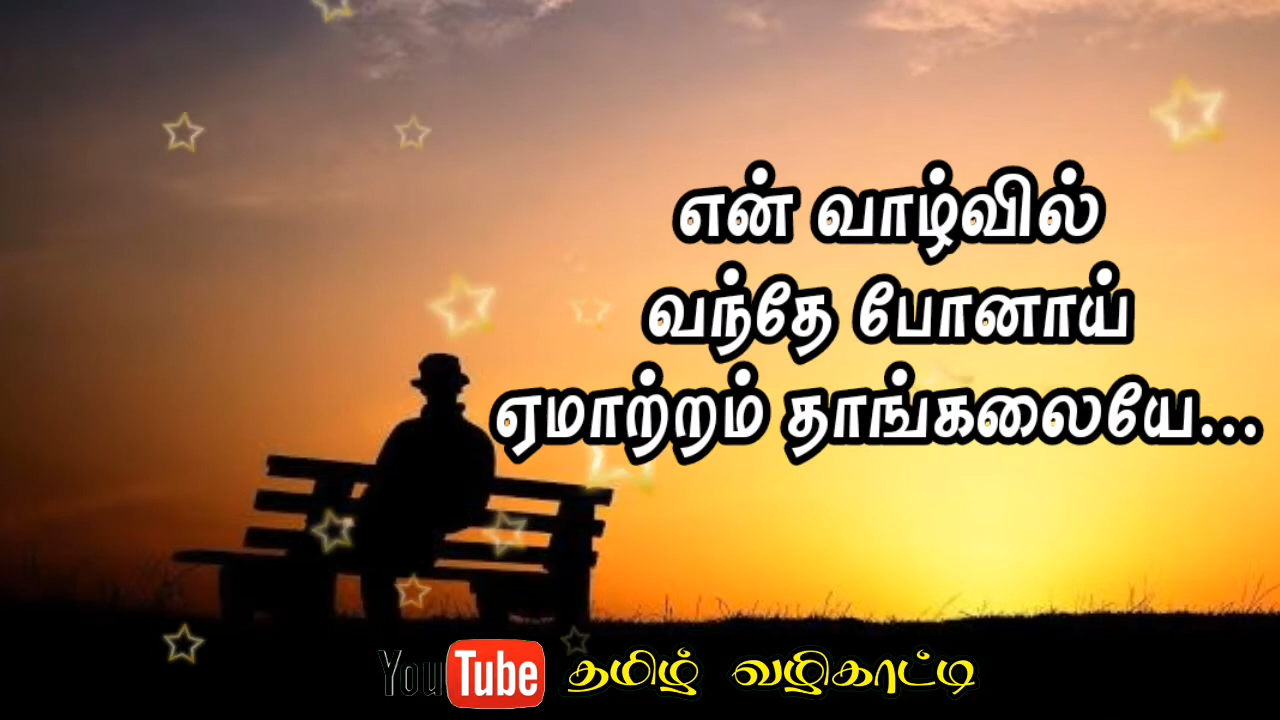 என் வாழ்வில்
வந்தே போனாய்
ஏமாற்றம் தாங்கலையே...
YouTube தமிழ் வழிகாட்டி